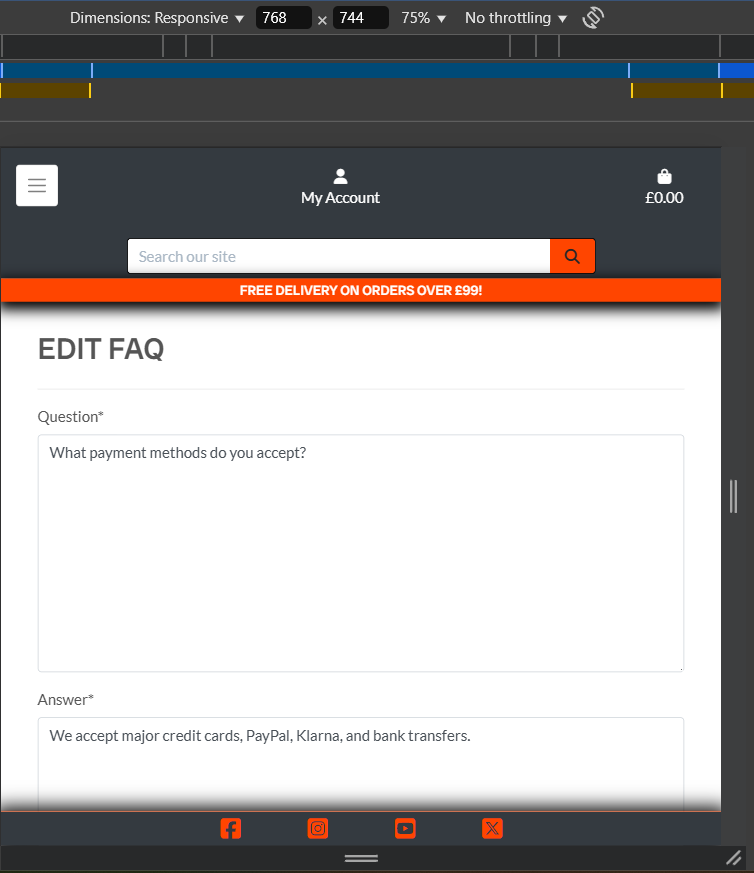 Dimensions: Responsive 768 × 744 75% No throttling
My Account
£0.00
Search our site
FREE DELIVERY ON ORDERS OVER £99!
EDIT FAQ
Question*
What payment methods do you accept?
Answer*
We accept major credit cards, PayPal, Klarna, and bank transfers.